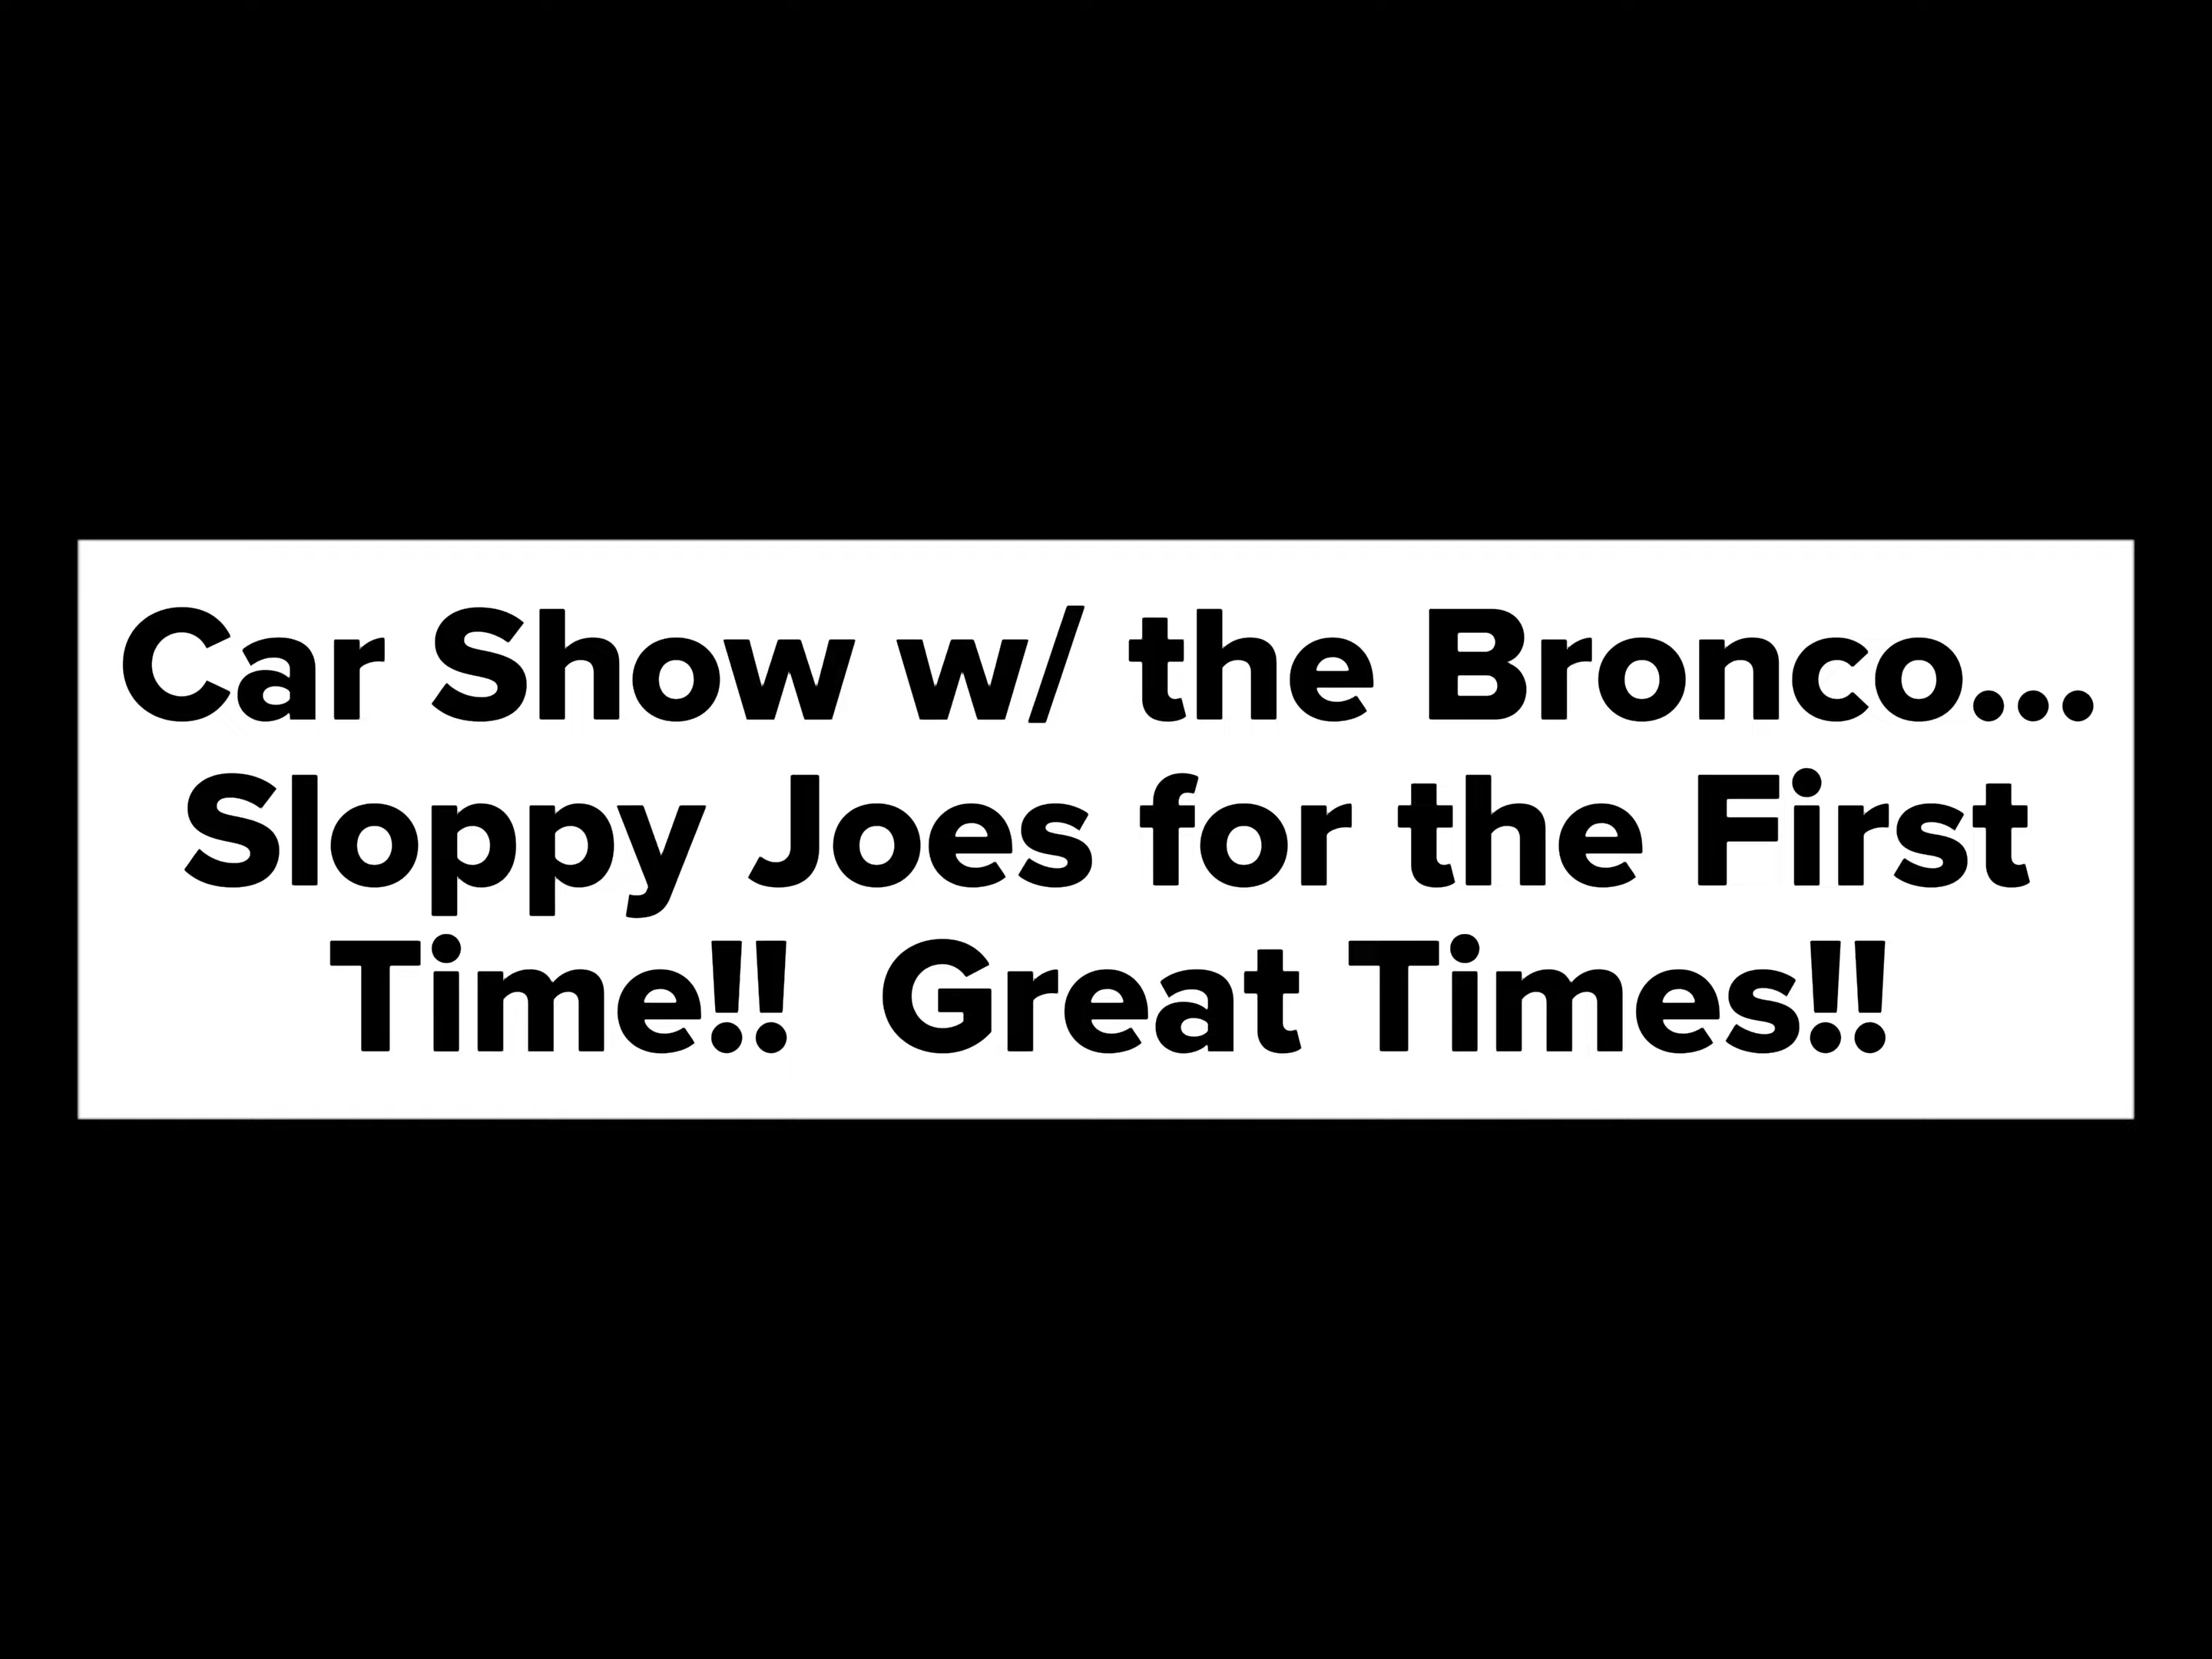 Car Show w/ the Bronco...
Sloppy Joes for the First
Time!!  Great Times!!